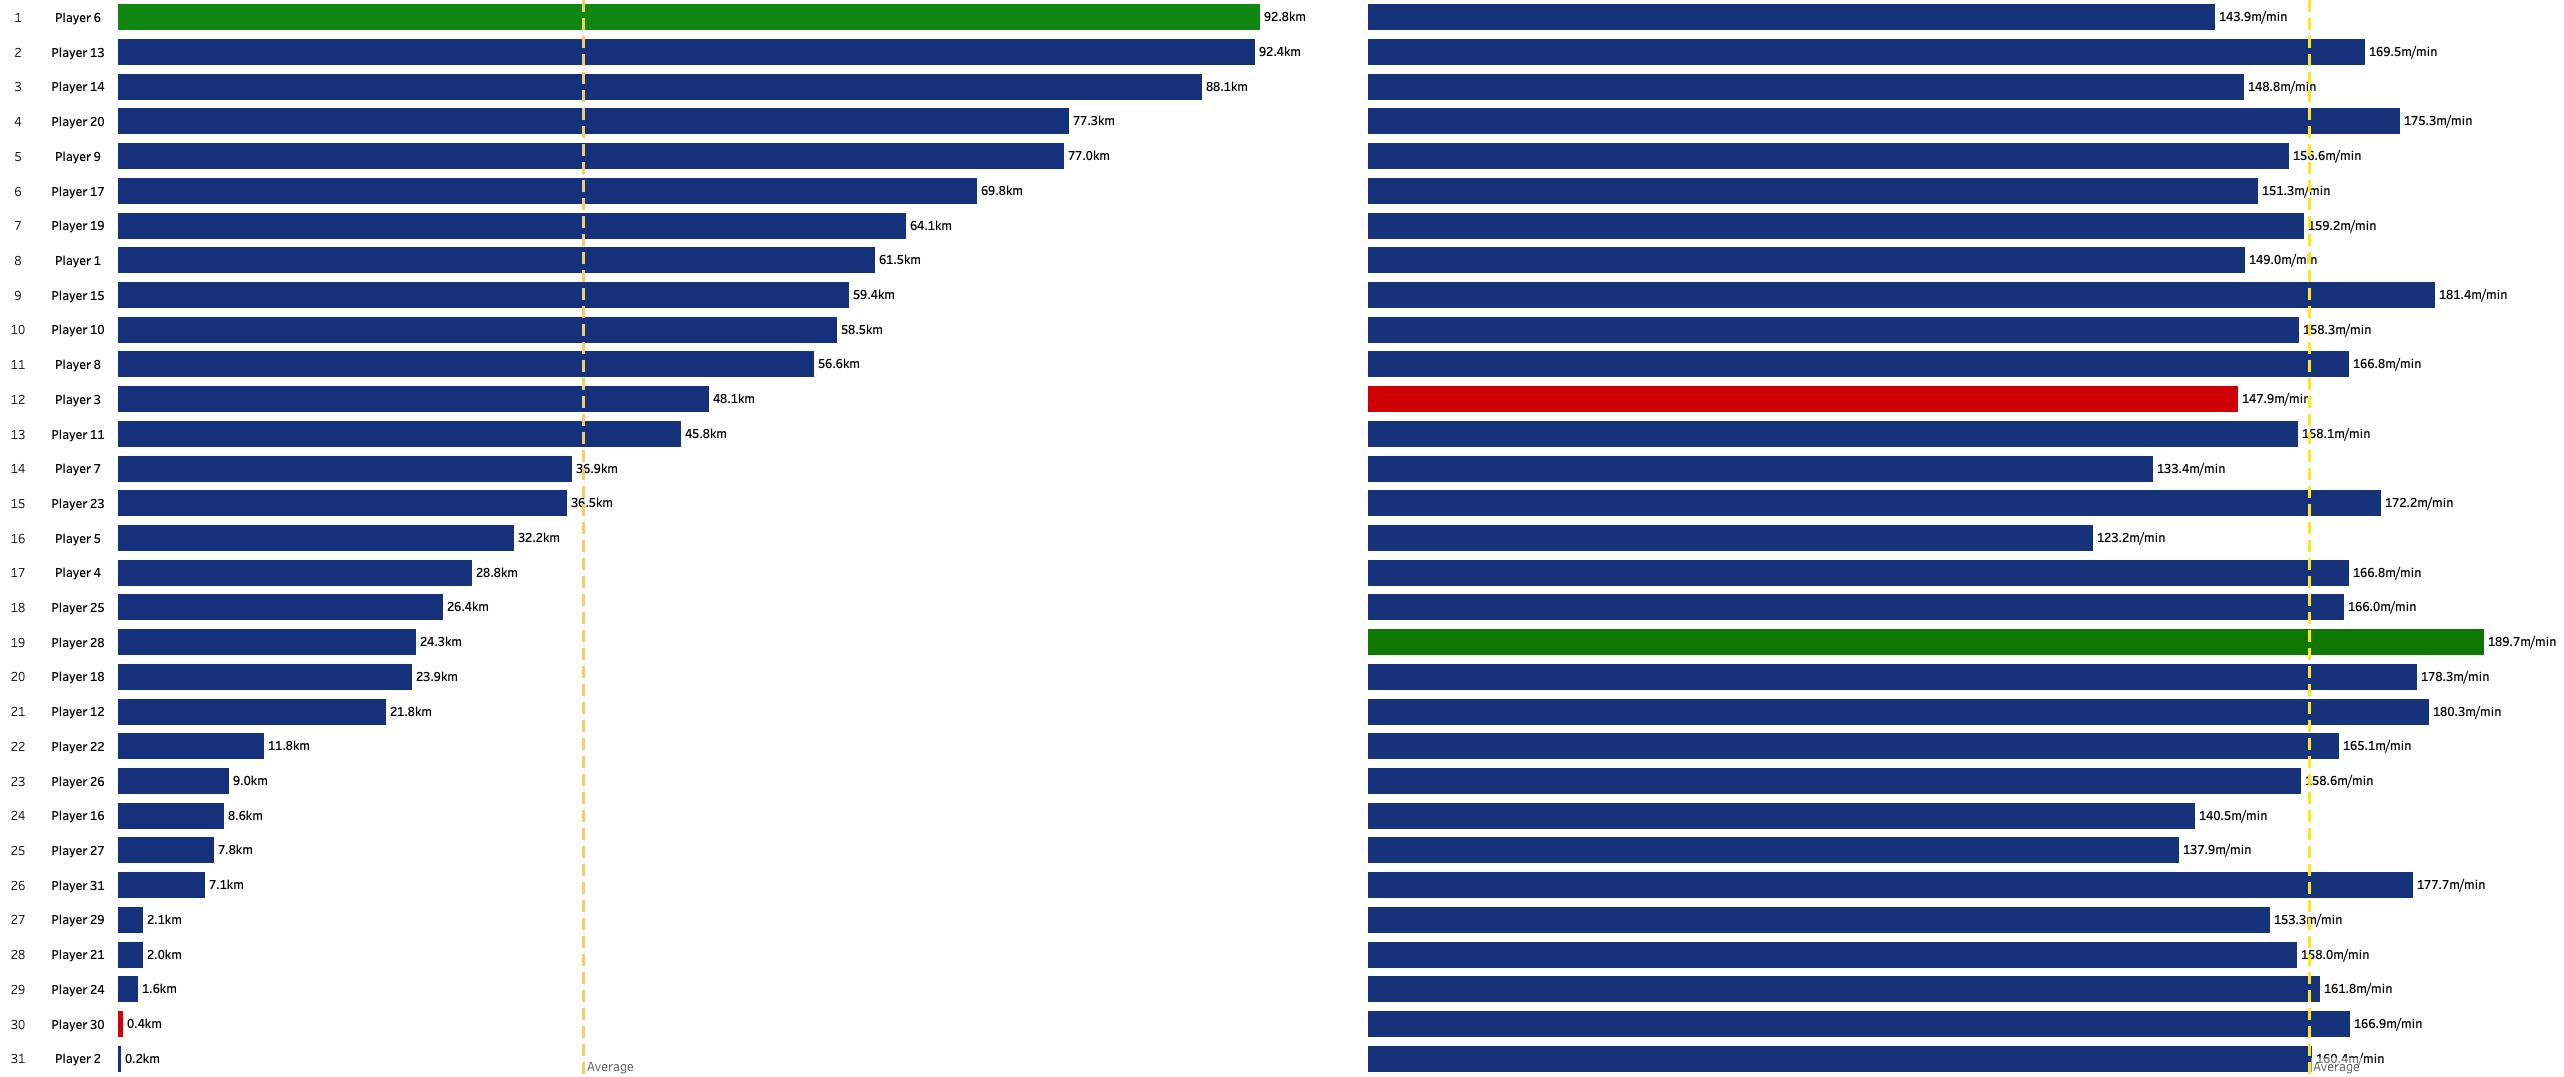 1 Player 6 92.8km 143.9m/min
2 Player 13 92.4km 169.5m/min
3 Player 14 88.1km 148.8m/min
4 Player 20 77.3km 175.3m/min
5 Player 9 77.0km 156.6m/min
6 Player 17 69.8km 151.3m/min
7 Player 19 64.1km 159.2m/min
8 Player 1 61.5km 149.0m/min
9 Player 15 59.4km 181.4m/min
10 Player 10 58.5km 158.3m/min
11 Player 8 56.6km 166.8m/min
12 Player 3 48.1km 147.9m/min
13 Player 11 45.8km 158.1m/min
14 Player 7 36.9km 133.4m/min
15 Player 23 36.5km 172.2m/min
16 Player 5 32.2km 123.2m/min
17 Player 4 28.8km 166.8m/min
18 Player 25 26.4km 166.0m/min
19 Player 28 24.3km 189.7m/min
20 Player 18 23.9km 178.3m/min
21 Player 12 21.8km 180.3m/min
22 Player 22 11.8km 165.1m/min
23 Player 26 9.0km 158.6m/min
24 Player 16 8.6km 140.5m/min
25 Player 27 7.8km 137.9m/min
26 Player 31 7.1km 177.7m/min
27 Player 29 2.1km 153.3m/min
28 Player 21 2.0km 158.0m/min
29 Player 24 1.6km 161.8m/min
30 Player 30 0.4km 166.9m/min
31 Player 2 0.2km 160.4m/min
Average Average